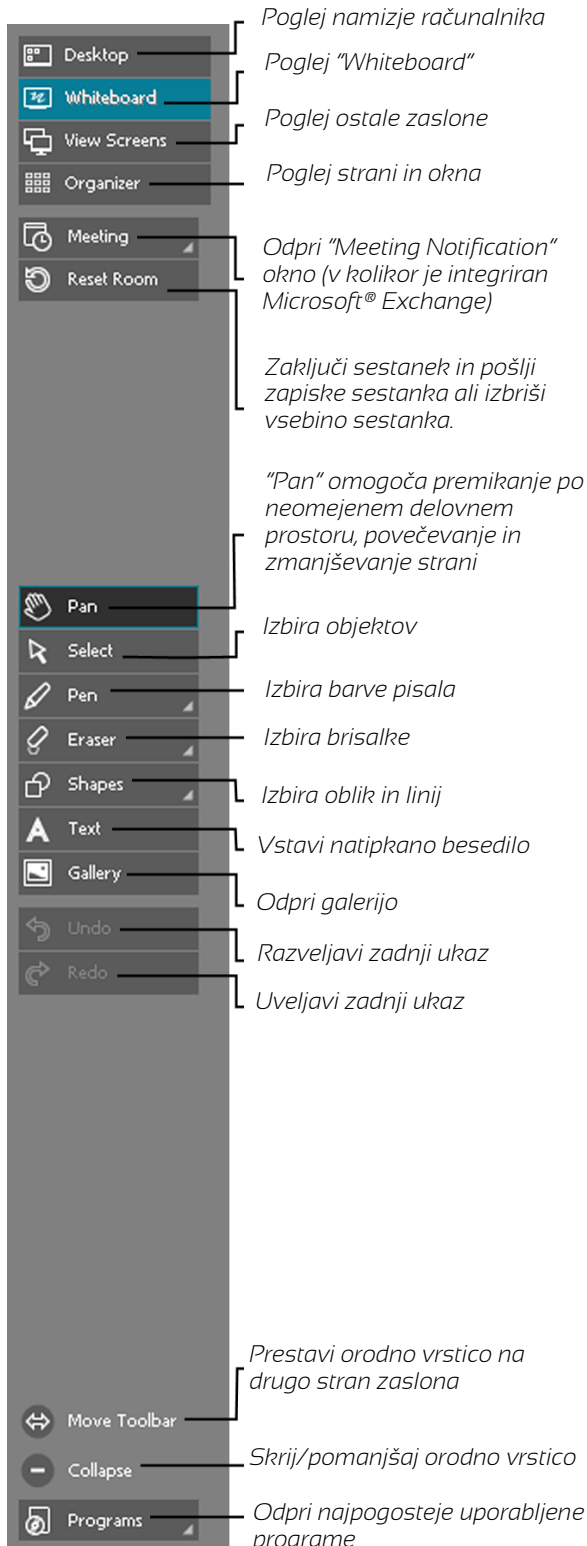 Poglej namizje računalnika
Desktop
Poglej “Whiteboard”
Whiteboard
Poglej ostale zaslone
View Screens
Poglej strani in okna
Organizer
Meeting
Odpri “Meeting Notification”
okno (v kolikor je integriran
Microsoft® Exchange)
Reset Room
Zaključi sestanek in pošlji
zapiske sestanka ali izbriši
vsebino sestanka.
“Pan” omogoča premikanje po
neomejenem delovnem
prostoru, povečevanje in
zmanjševanje strani
Pan
Izbira objektov
Select
Izbira barve pisala
Pen
Izbira brisalke
Eraser
Izbira oblik in linij
Shapes
Vstavi natipkano besedilo
Text
Odpri galerijo
Gallery
Razveljavi zadnji ukaz
Undo
Uveljavi zadnji ukaz
Redo
Prestavi orodno vrstico na
drugo stran zaslona
Move Toolbar
Skrij/pomanjšaj orodno vrstico
Collapse
Odpri najpogosteje uporabljene
programe
Programs